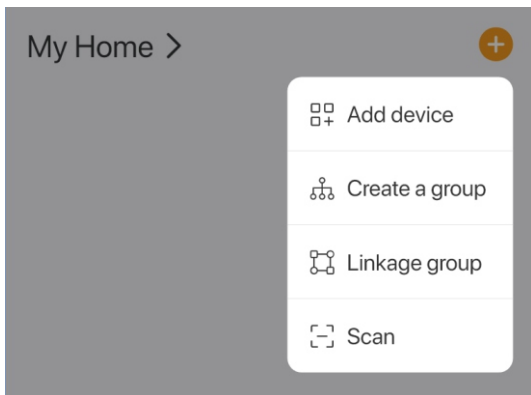 My Home
Add device
Create a group
Linkage group
Scan